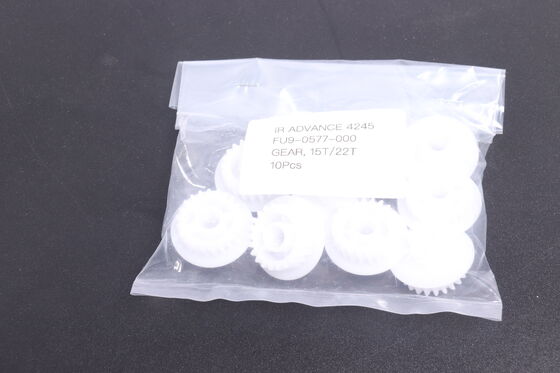 IR ADVANCE 4245
FU9-0577-000
GEAR, 15T/22T
10Pcs